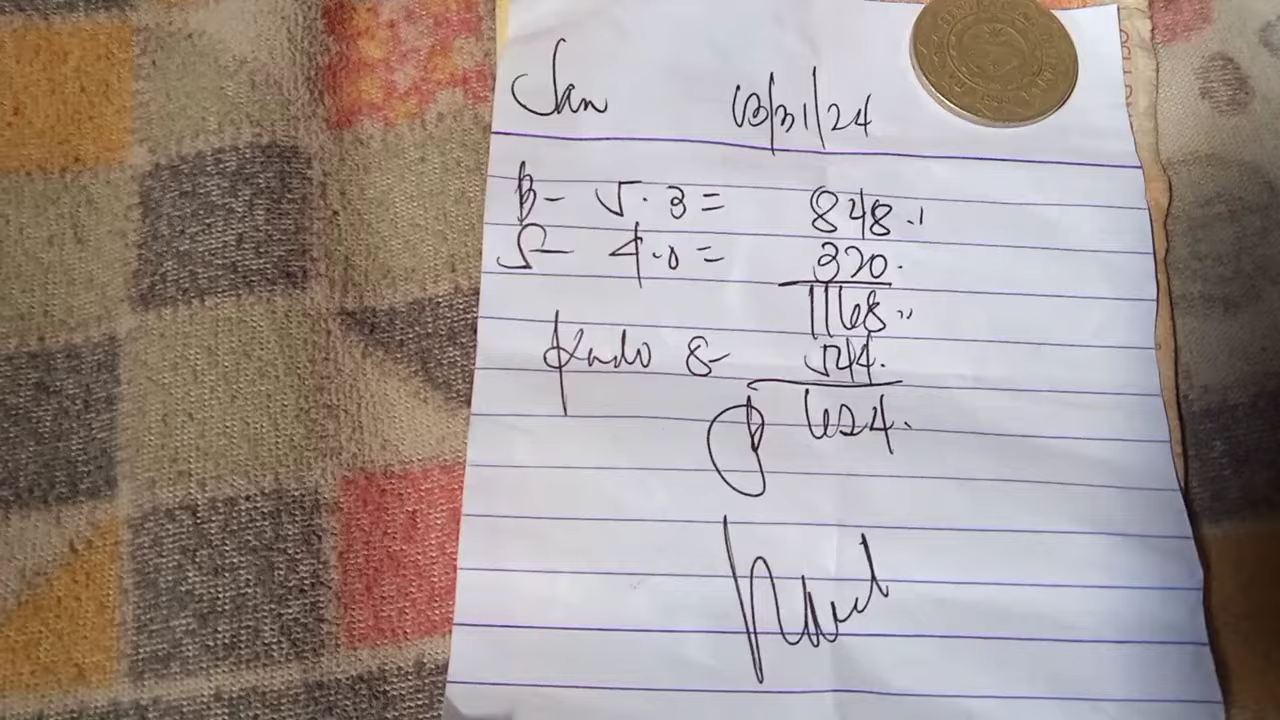 Jan 03/31/24
B- 5.3= 848.
S- 4.0= 320.
1168
8- 544.
624.
Paid